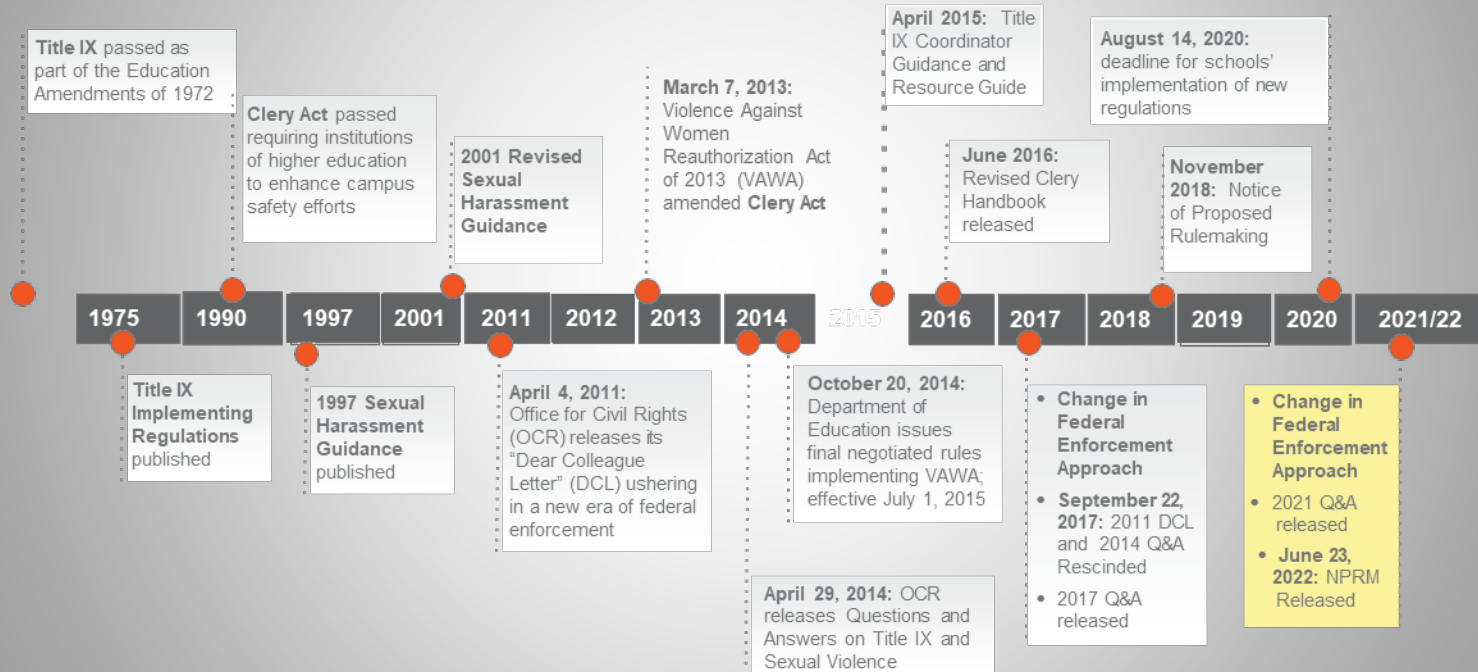 Title IX passed as
part of the Education
Amendments of 1972
Clery Act passed
requiring institutions
of higher education
to enhance campus
safety efforts
2001 Revised
Sexual
Harassment
Guidance
March 7, 2013:
Violence Against
Women
Reauthorization Act
of 2013 (VAWA)
amended Clery Act
April 2015: Title
IX Coordinator
Guidance and
Resource Guide
June 2016:
Revised Clery
Handbook
released
August 14, 2020:
deadline for schools'
implementation of new
regulations
November
2018: Notice
of Proposed
Rulemaking
1975
1990
1997
2001
2011
2012
2013
2014
2015
2016
2017
2018
2019
2020
2021/22
Title IX
Implementing
Regulations
published
1997 Sexual
Harassment
Guidance
published
April 4, 2011:
Office for Civil Rights
(OCR) releases its
“Dear Colleague
Letter” (DCL) ushering
in a new era of federal
enforcement
April 29, 2014: OCR
releases Questions and
Answers on Title IX and
Sexual Violence
October 20, 2014:
Department of
Education issues
final negotiated rules
implementing VAWA;
effective July 1, 2015
• Change in
Federal
Enforcement
Approach
• September 22,
2017: 2011 DCL
and 2014 Q&A
Rescinded
• 2017 Q&A
released
• Change in
Federal
Enforcement
Approach
• 2021 Q&A
released
• June 23,
2022: NPRM
Released